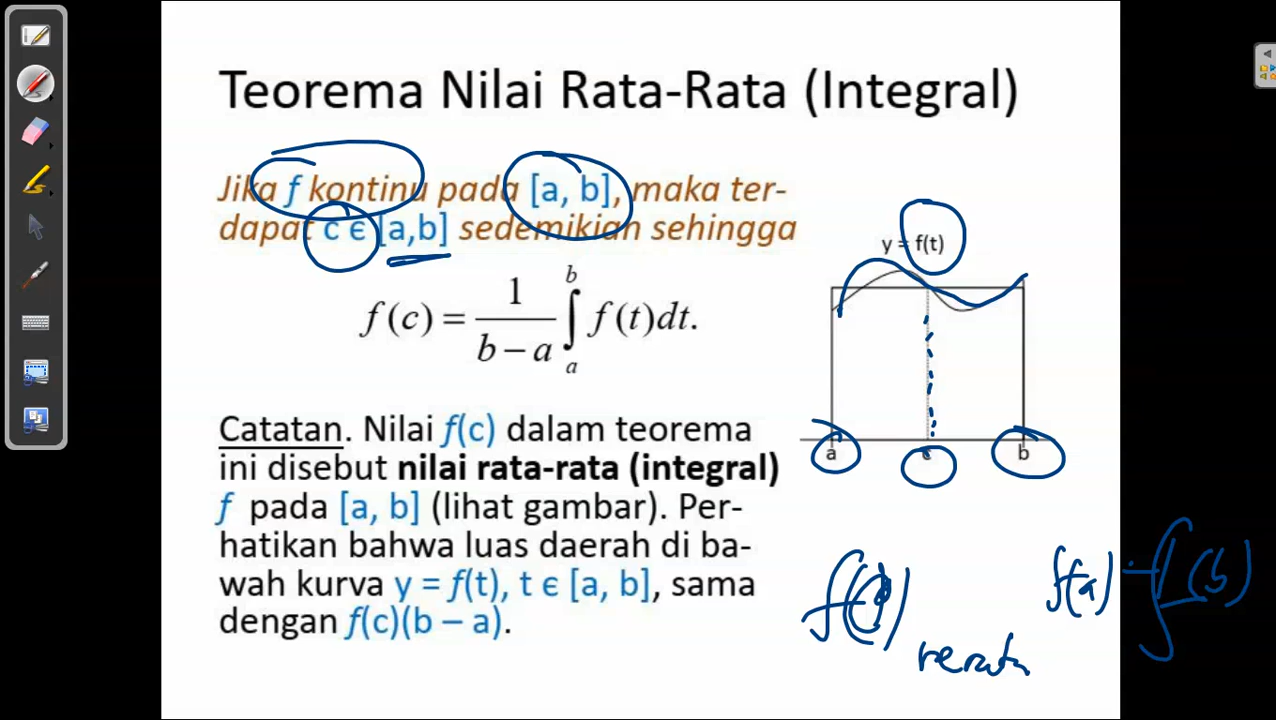 Teorema Nilai Rata-Rata (Integral)
Jika f kontinu pada [a, b], maka ter-
dapat c ϵ [a,b] sedemikian sehingga
f(c) = 1/(b − a) ∫_a^b f(t)dt.
Catatan. Nilai f(c) dalam teorema
ini disebut nilai rata-rata (integral)
f pada [a, b] (lihat gambar). Per-
hatikan bahwa luas daerah di ba-
wah kurva y = f(t), t ϵ [a, b], sama
dengan f(c)(b – a).
y = f(t)
a c b
f(c)
rerata
f(a) f(b)